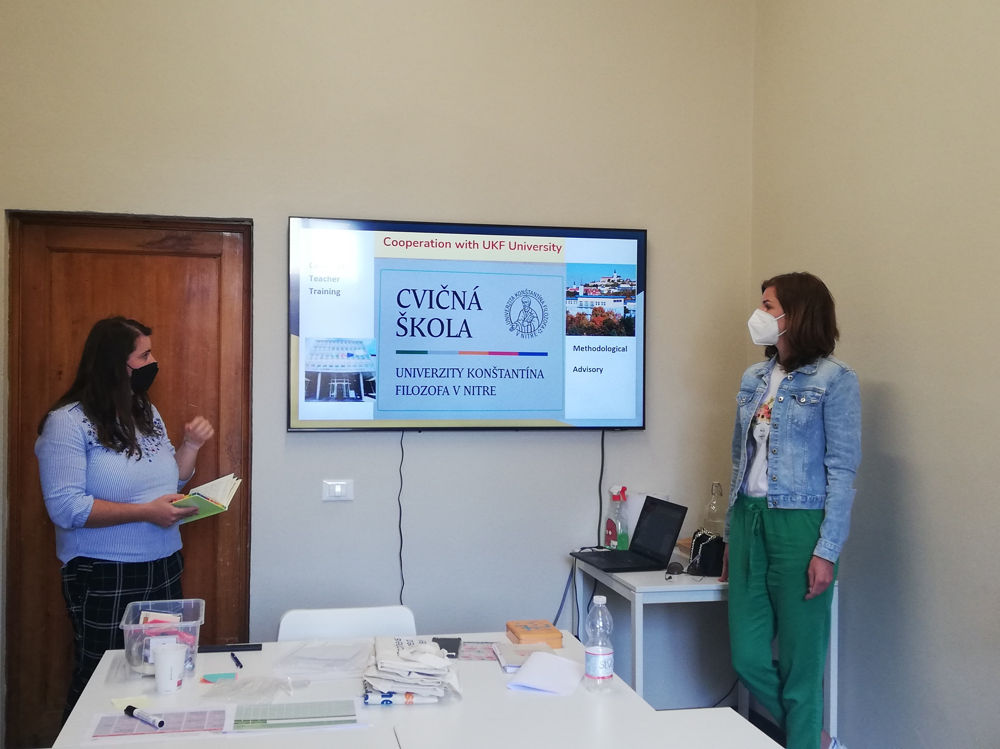 Cooperation with UKF University
Teacher
Training
CVIČNÁ
ŠKOLA
UNIVERZITA KONŠTANTÍNA FILOZOFA
V NITRE
UNIVERZITY KONŠTANTÍNA
FILOZOFA V NITRE
Methodological
Advisory